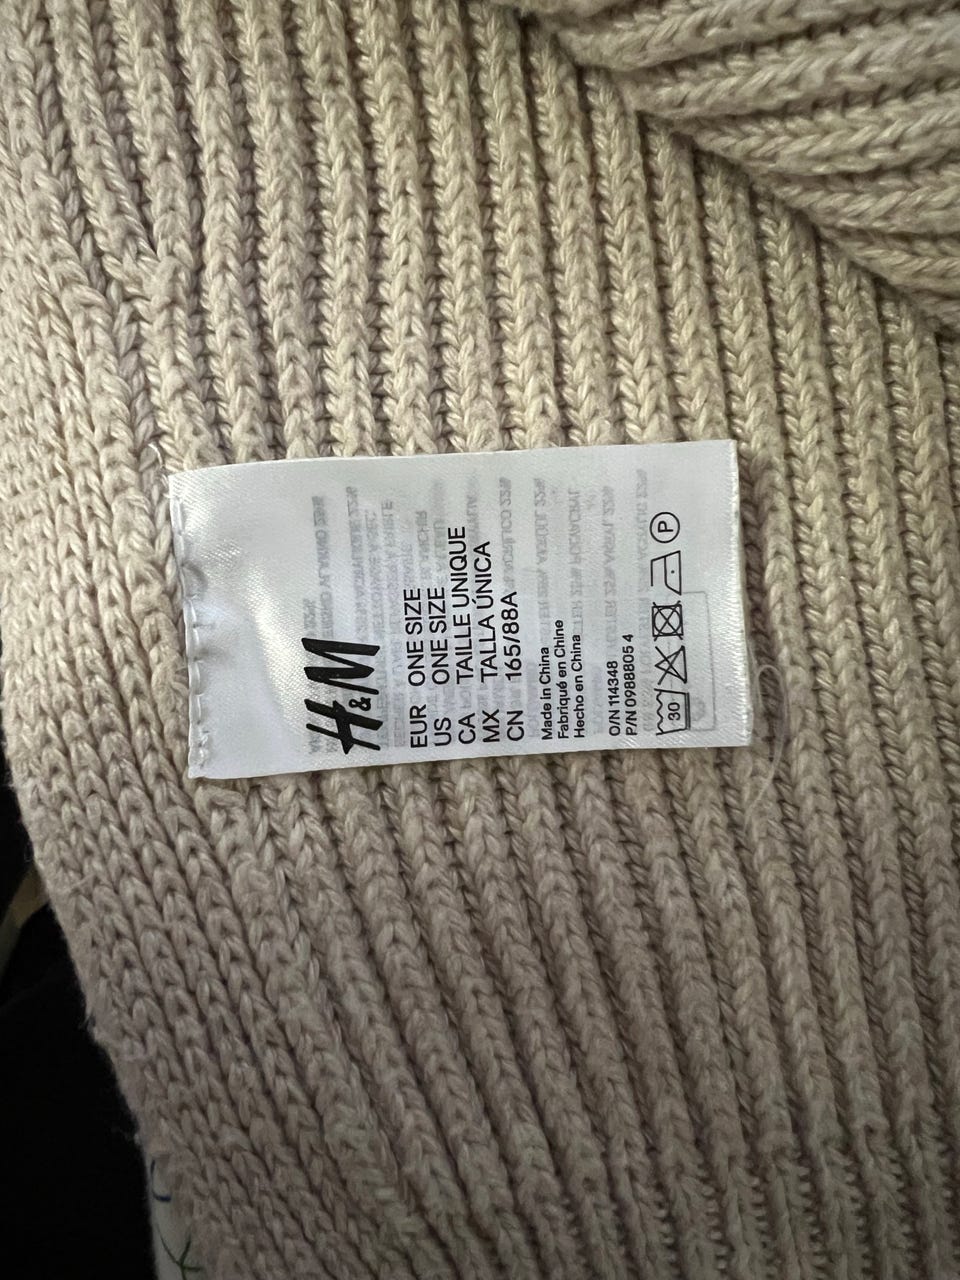 H&M
EUR ONE SIZE
US ONE SIZE
CA TAILLE UNIQUE
MX TALLA ÚNICA
CN 165/88A
Made in China
Fabriqué en Chine
Hecho en China
O/N 114348
P/N 0988805 4
30 P